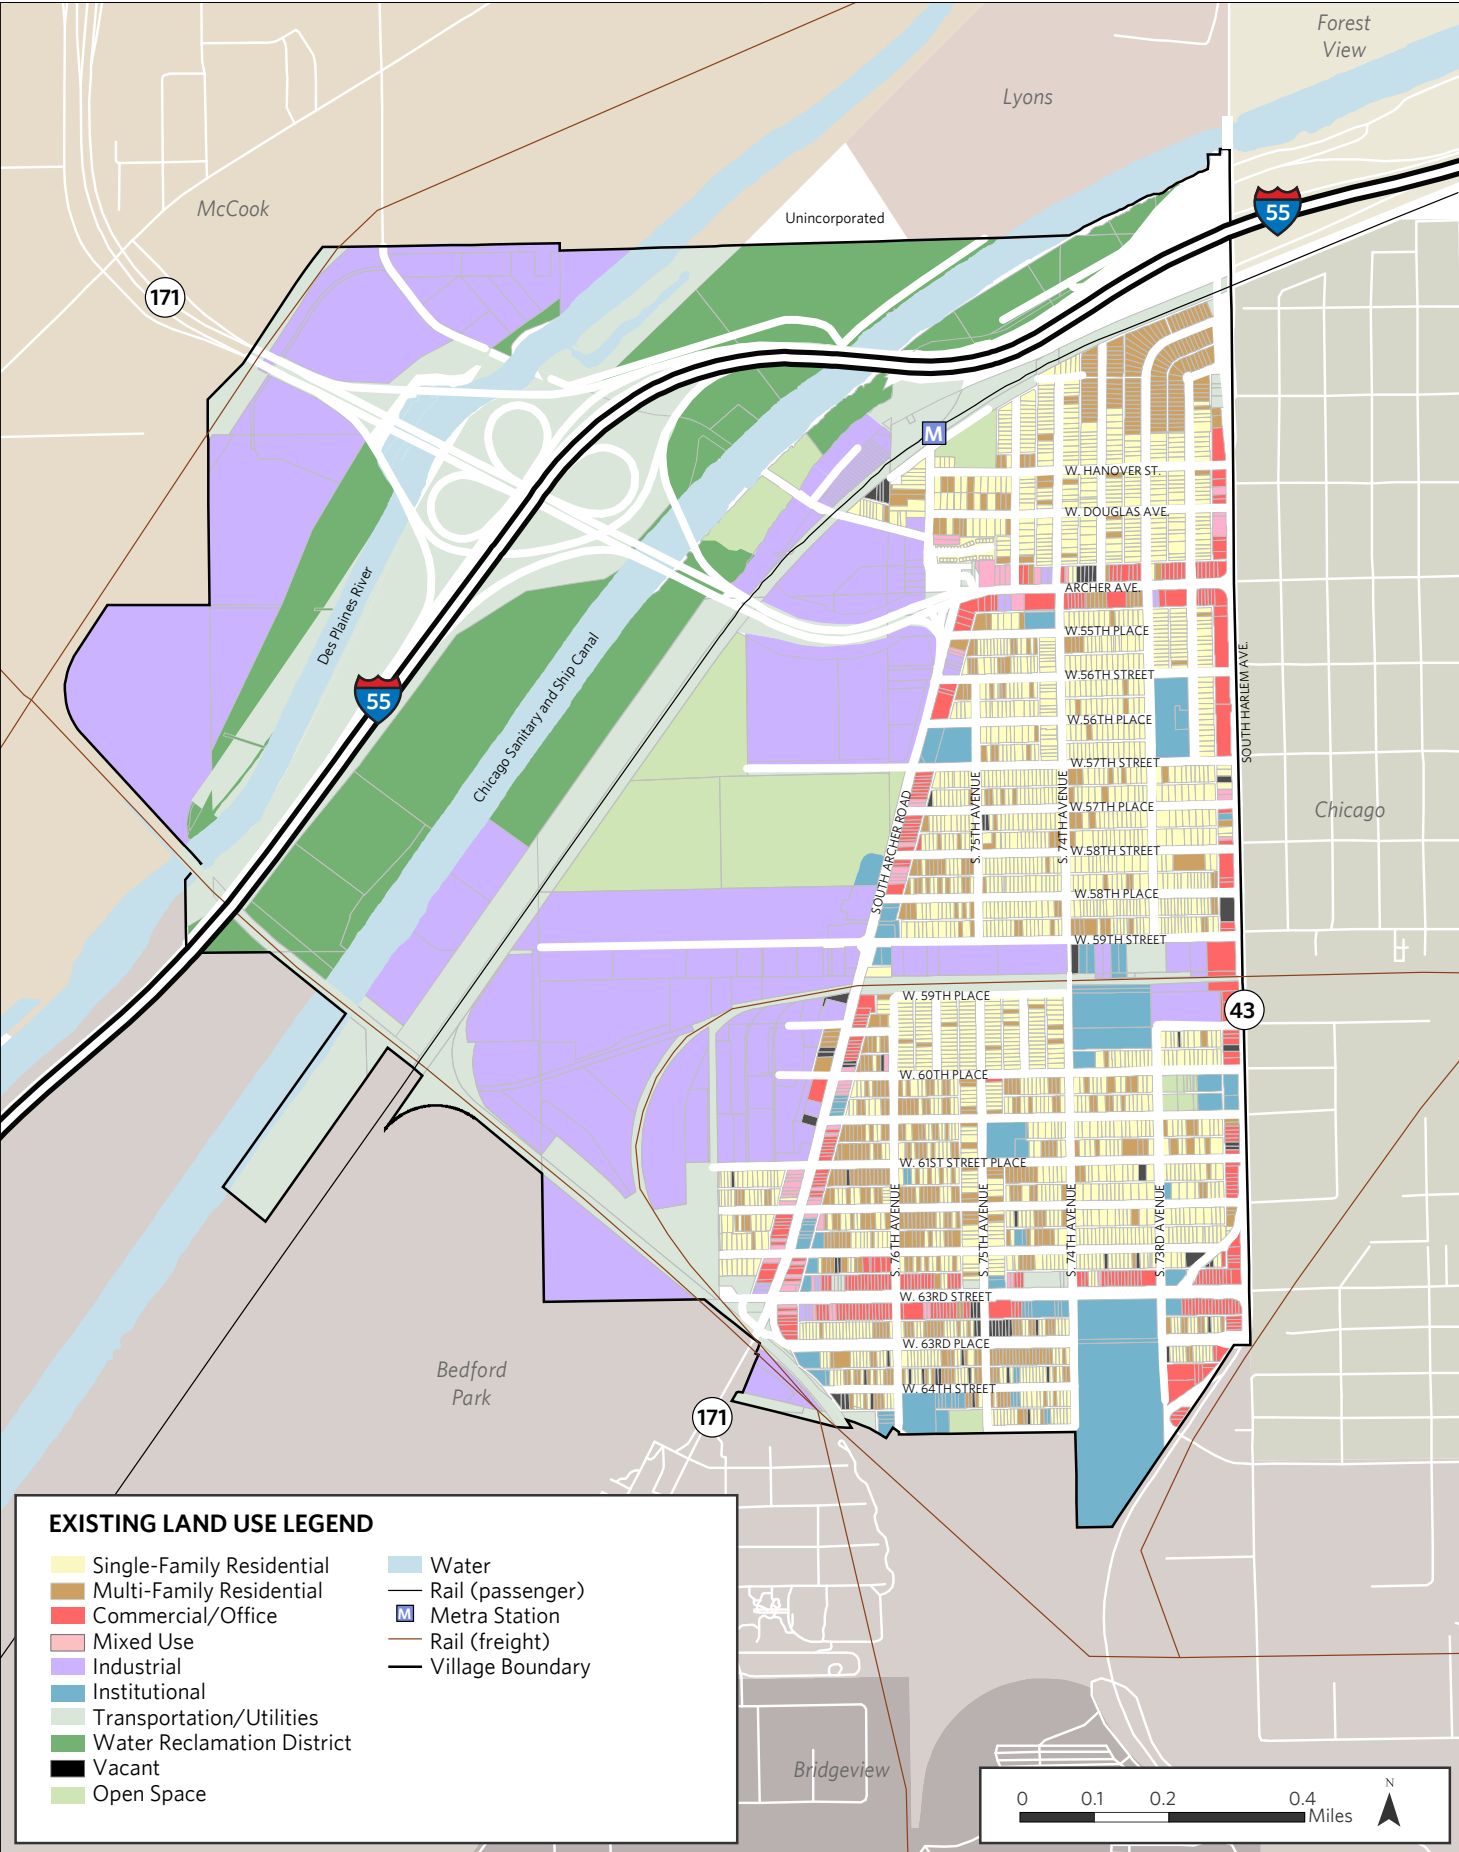 Forest
View
Lyons
McCook
Unincorporated
55
171
M
W. HANOVER ST.
W. DOUGLAS AVE.
ARCHER AVE.
W.55TH PLACE
W.56TH STREET
W.56TH PLACE
W.57TH STREET
W.57TH PLACE
W.58TH STREET
W.58TH PLACE
W. 59TH STREET
W. 59TH PLACE
W. 60TH PLACE
W. 61ST STREET PLACE
W. 63RD STREET
W. 63RD PLACE
W. 64TH STREET
Des Plaines River
Chicago Sanitary and Ship Canal
55
SOUTH ARCHER ROAD
S. 75TH AVENUE
S. 74TH AVENUE
SOUTH HARLEM AVE.
Chicago
43
S. 76TH AVENUE
S. 75TH AVENUE
S. 74TH AVENUE
S. 73RD AVENUE
Bedford
Park
171
Bridgeview
EXISTING LAND USE LEGEND
Single-Family Residential
Multi-Family Residential
Commercial/Office
Mixed Use
Industrial
Institutional
Transportation/Utilities
Water Reclamation District
Vacant
Open Space
Water
Rail (passenger)
M Metra Station
Rail (freight)
Village Boundary
0 0.1 0.2 0.4
Miles
N